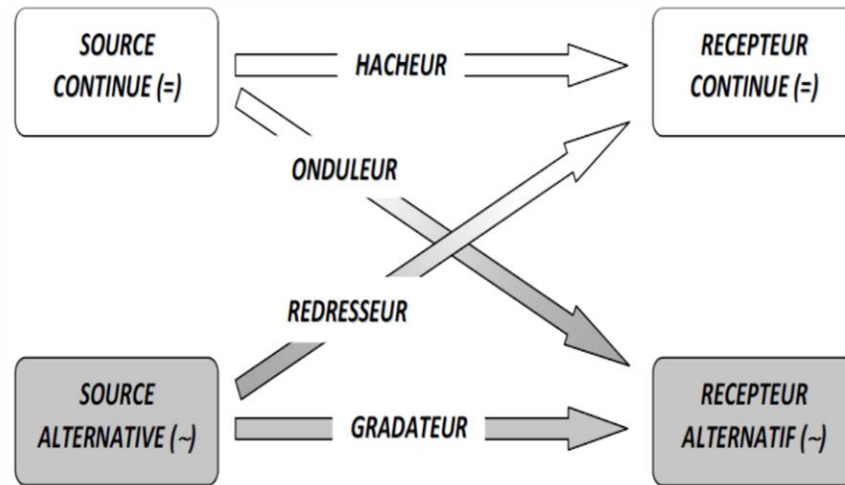 SOURCE
CONTINUE (=)
HACHEUR
RECEPTEUR
CONTINUE (=)
ONDULEUR
REDRESSEUR
SOURCE
ALTERNATIVE (~)
GRADATEUR
RECEPTEUR
ALTERNATIF (~)